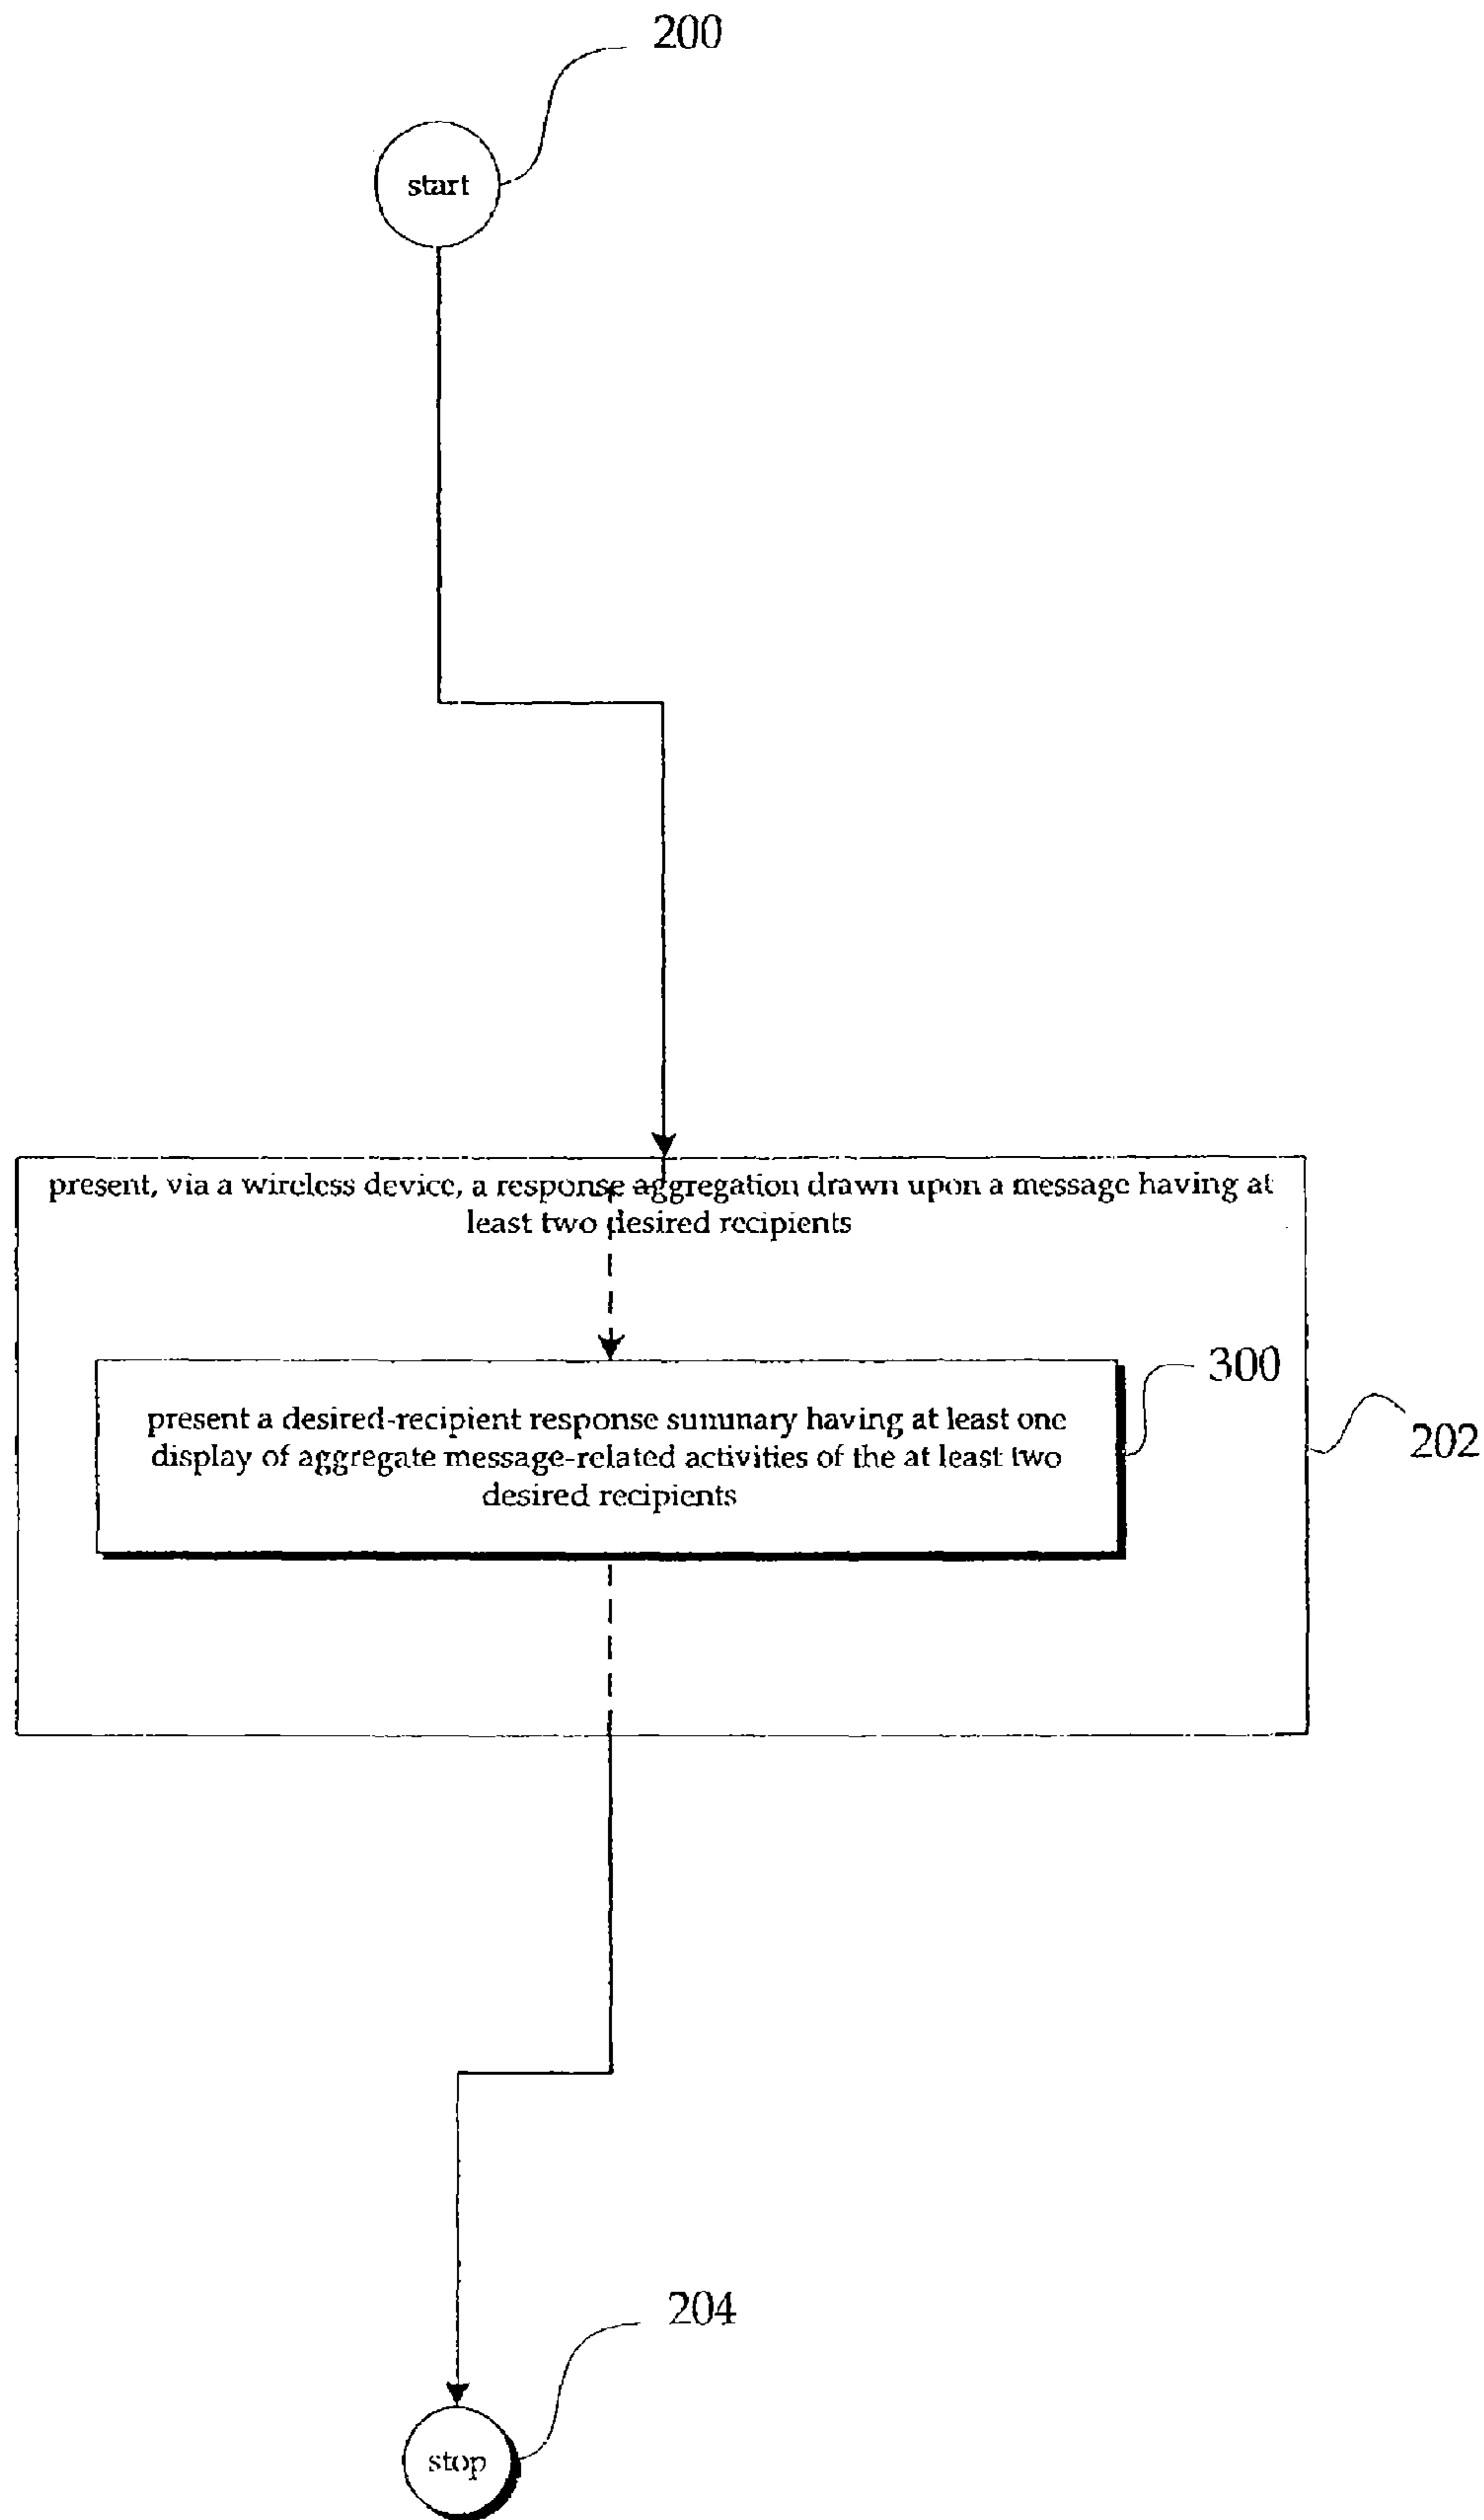 200
start
present, via a wireless device, a response aggregation drawn upon a message having at
least two desired recipients
300
present a desired-recipient response summary having at least one
display of aggregate message-related activities of the at least two
desired recipients
202
204
stop